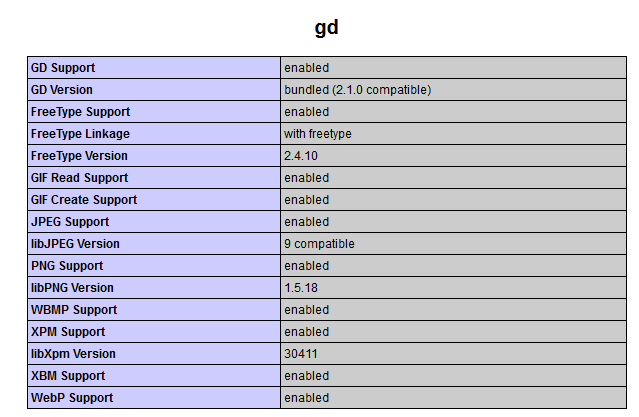 gd
GD Support enabled
GD Version bundled (2.1.0 compatible)
FreeType Support enabled
FreeType Linkage with freetype
FreeType Version 2.4.10
GIF Read Support enabled
GIF Create Support enabled
JPEG Support enabled
libJPEG Version 9 compatible
PNG Support enabled
libPNG Version 1.5.18
WBMP Support enabled
XPM Support enabled
libXpm Version 30411
XBM Support enabled
WebP Support enabled